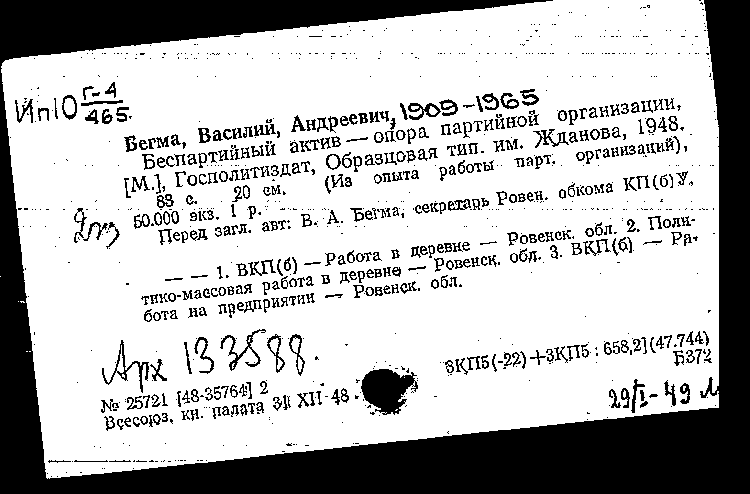 Ип10 Г-4
465.
Бегма, Василий, Андреевич, 1909-1965
Беспартийный актив — опора партийной организации,
[М.], Госполитиздат, Образцовая тип. им. Жданова, 1948.
88 с. 20 см. (Из опыта работы парт. организаций),
50.000 экз. 1 р.
Перед загл. авт: В. А. Бегма, секретарь Ровен. обкома КП(б)У.
2пз
— — 1. ВКП(б) — Работа в деревне — Ровенск. обл. 2. Поли-
тико-массовая работа в деревне — Ровенск. обл. 3. ВКП(б) — Ра-
бота на предприятии — Ровенск. обл.
Арх 133588.
3КП5(-22)+3КП5:658,2](47.744)
Б372
№ 25721 [48-35764] 2
Всесоюз. кн. палата 31 XII 48
29/I-49 л